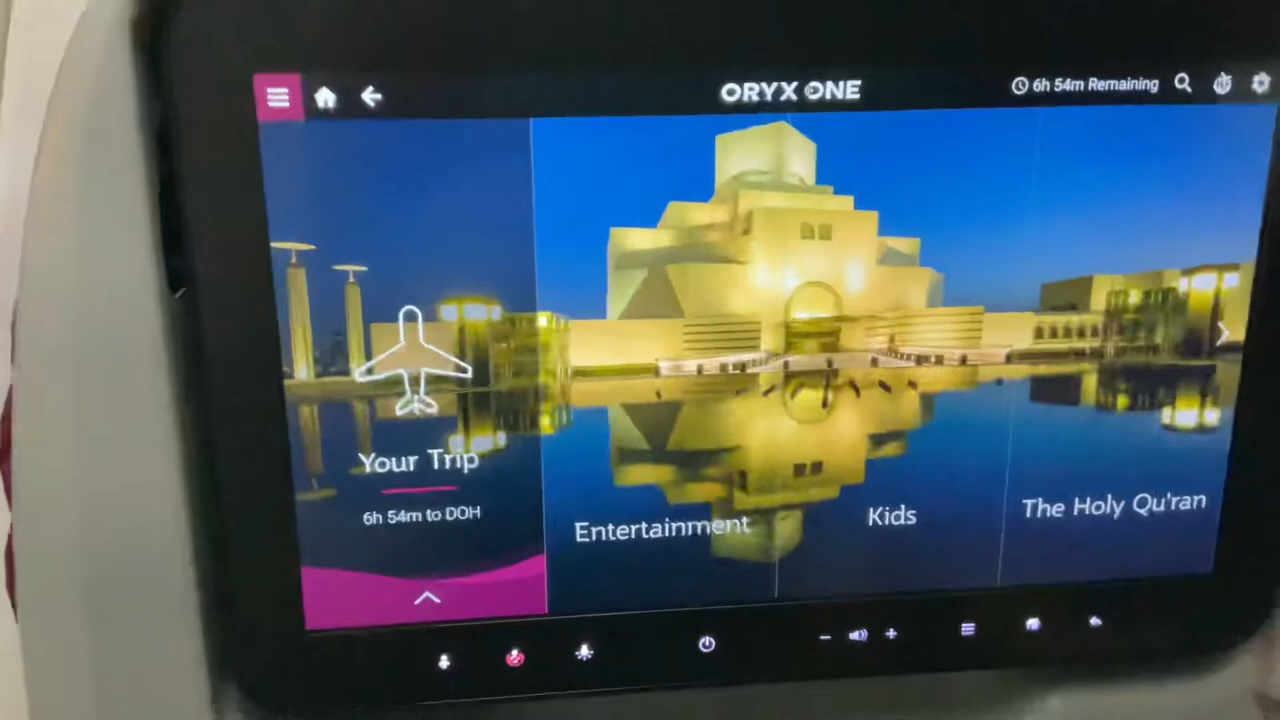 ORYX ONE
6h 54m Remaining
Your Trip
6h 54m to DOH
Entertainment
Kids
The Holy Qu'ran